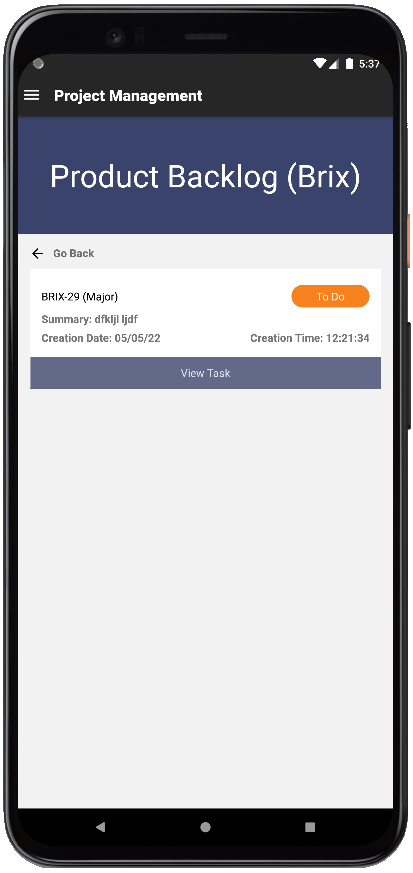 5:37
Project Management
Product Backlog (Brix)
Go Back
BRIX-29 (Major) To Do
Summary: dfkljl ljdf
Creation Date: 05/05/22 Creation Time: 12:21:34
View Task